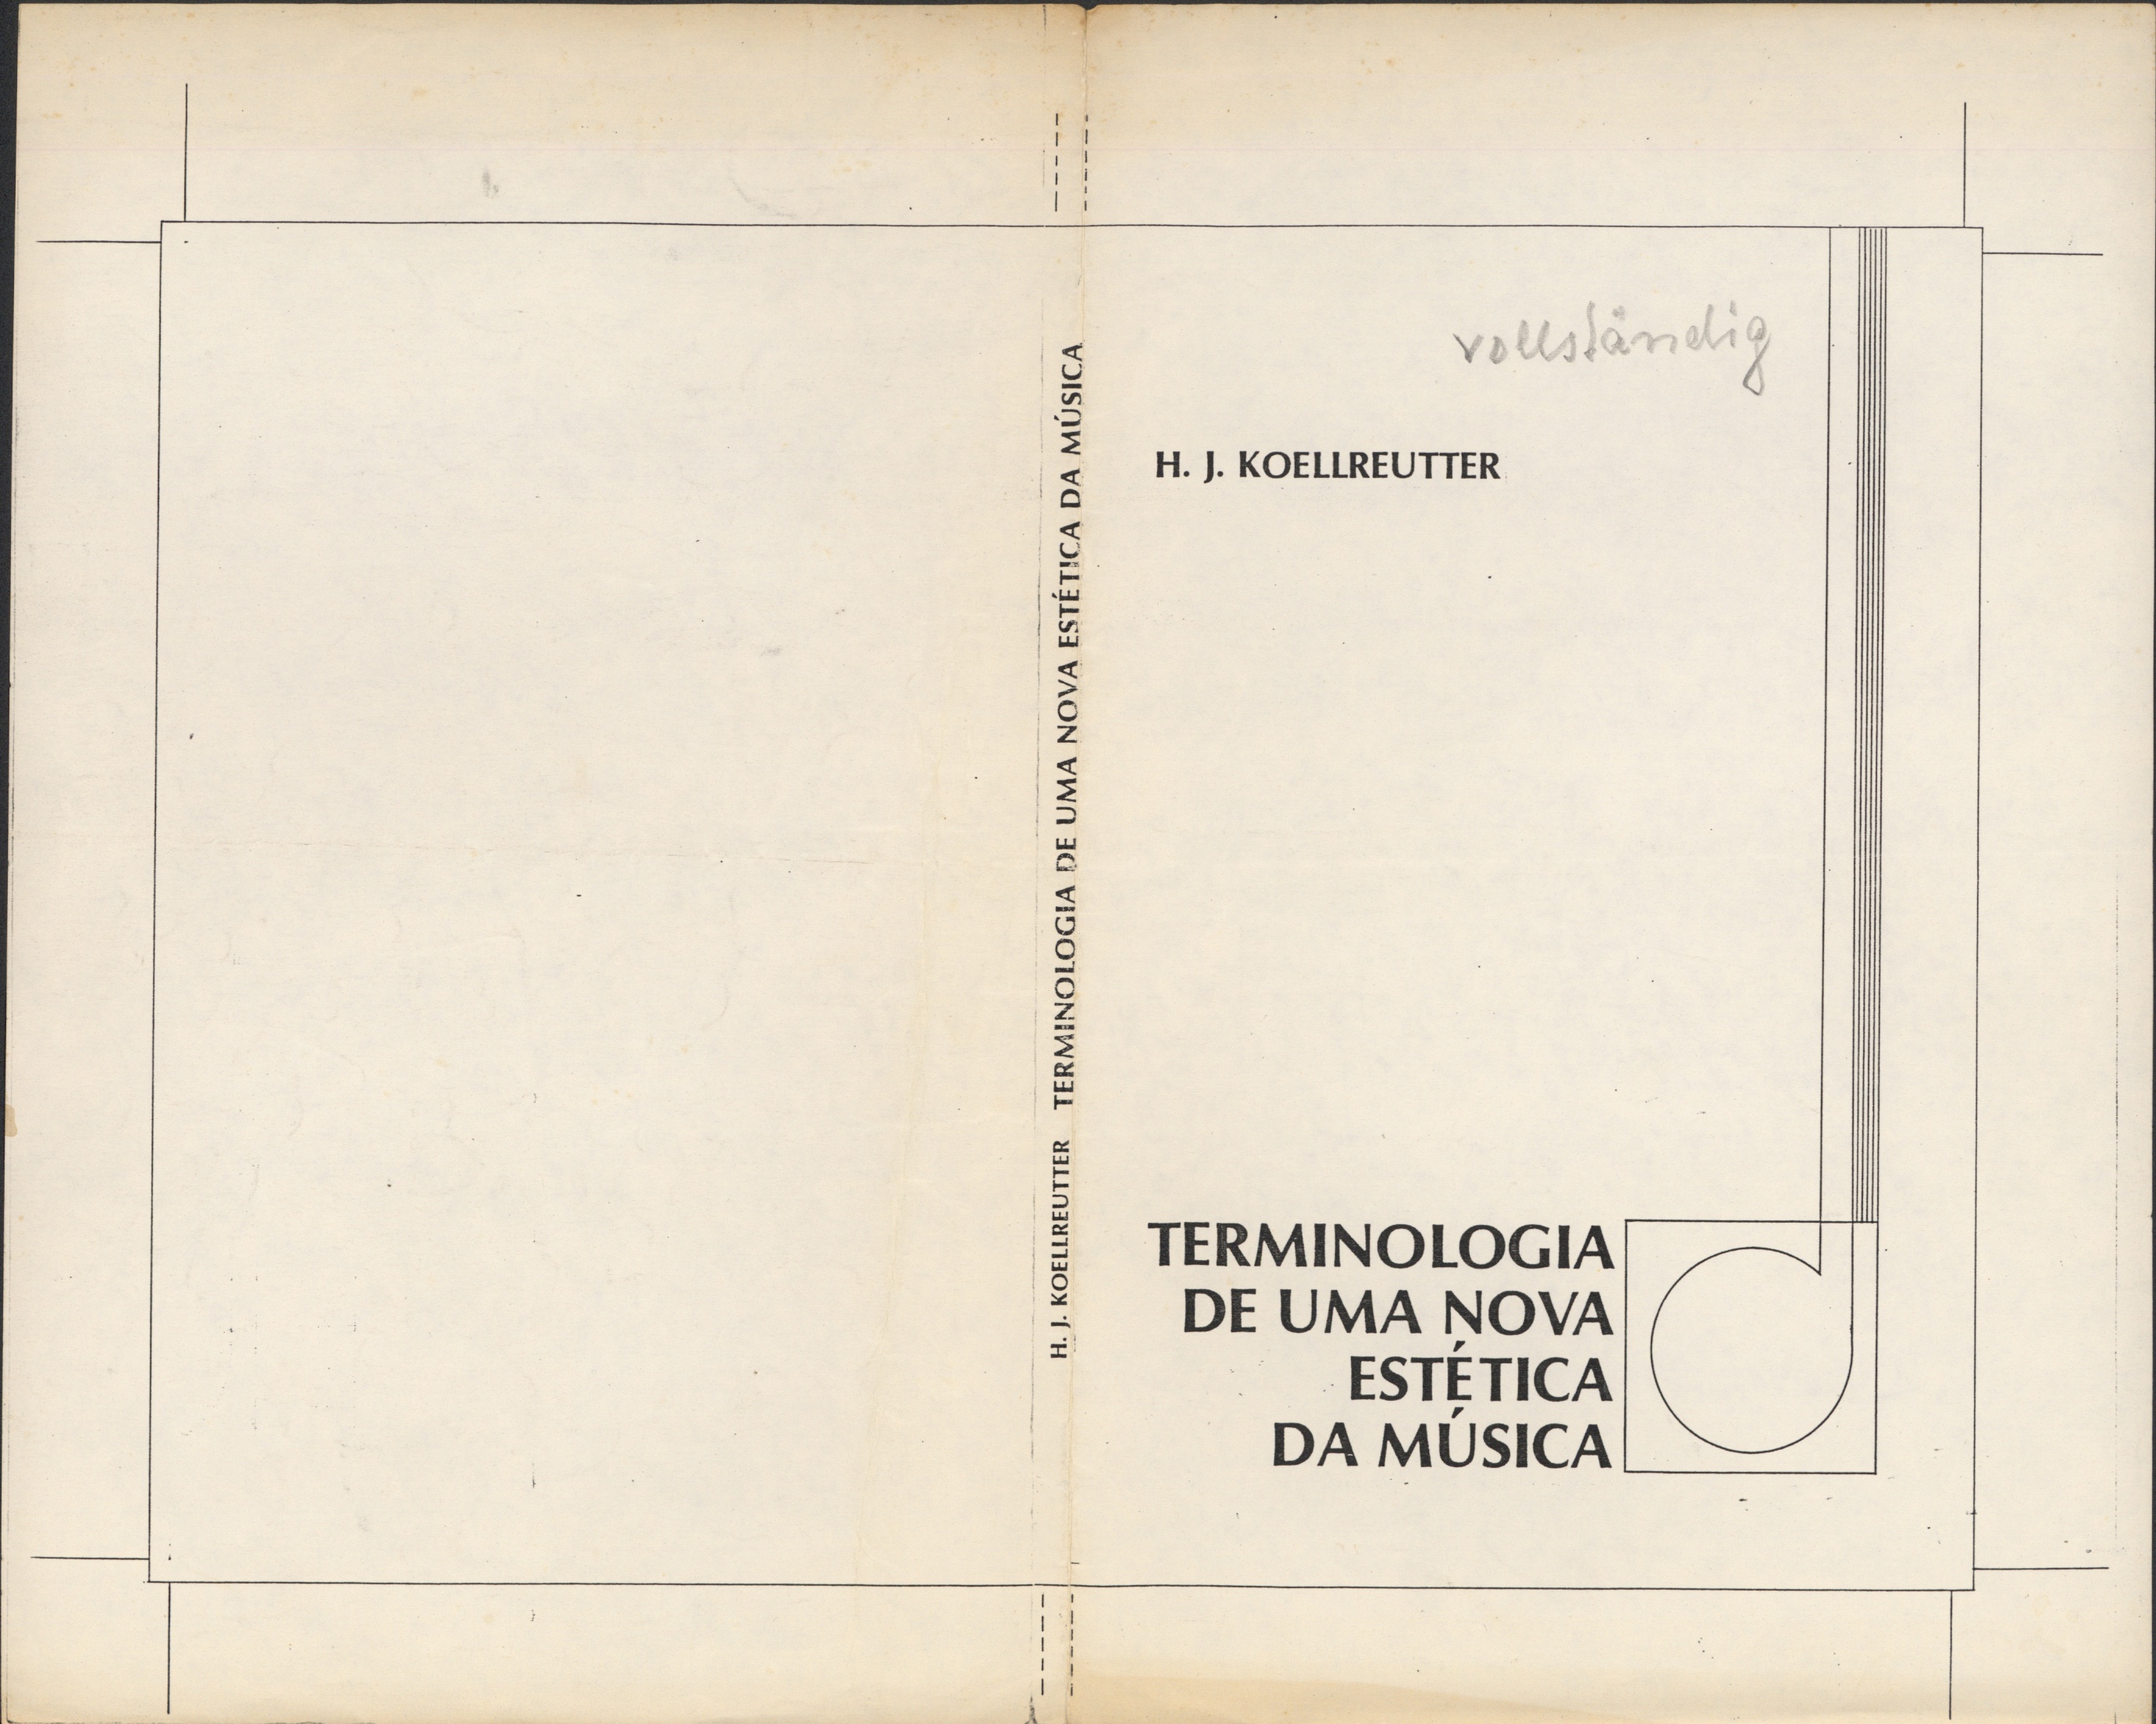 H. J. KOELLREUTTER TERMINOLOGIA DE UMA NOVA ESTÉTICA DA MÚSICA
vollständig
H. J. KOELLREUTTER
TERMINOLOGIA
DE UMA NOVA
ESTÉTICA
DA MÚSICA